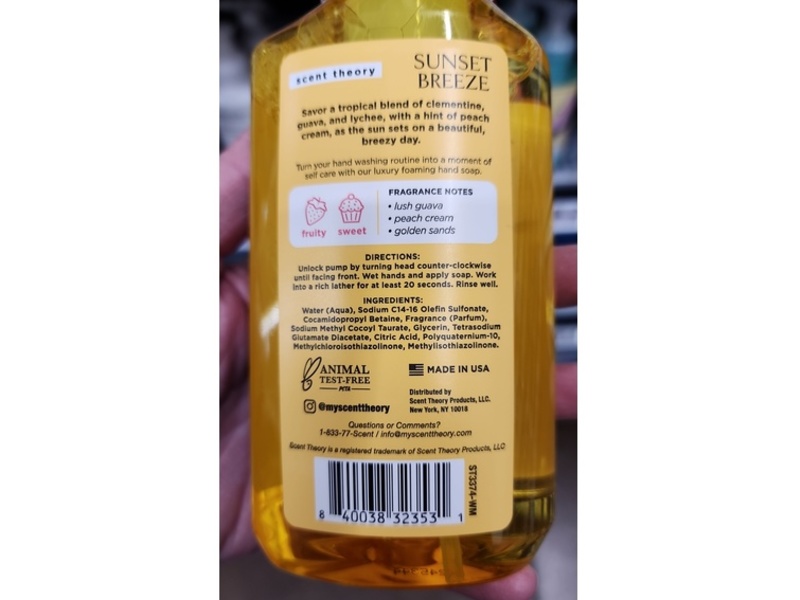 scent theory
SUNSET
BREEZE
Savor a tropical blend of clementine,
guava, and lychee, with a hint of peach
cream, as the sun sets on a beautiful,
breezy day.
Turn your hand washing routine into a moment of
self care with our luxury foaming hand soap.
fruity sweet
FRAGRANCE NOTES
• lush guava
• peach cream
• golden sands
DIRECTIONS:
Unlock pump by turning head counter-clockwise
until facing front. Wet hands and apply soap. Work
into a rich lather for at least 20 seconds. Rinse well.
INGREDIENTS:
Water (Aqua), Sodium C14-16 Olefin Sulfonate,
Cocamidopropyl Betaine, Fragrance (Parfum),
Sodium Methyl Cocoyl Taurate, Glycerin, Tetrasodium
Glutamate Diacetate, Citric Acid, Polyquaternium-10,
Methylchloroisothiazolinone, Methylisothiazolinone.
ANIMAL
TEST-FREE
PETA
MADE IN USA
@myscenttheory
Distributed by
Scent Theory Products, LLC.
New York, NY 10018
Questions or Comments?
1-833-77-Scent / info@myscenttheory.com
Scent Theory is a registered trademark of Scent Theory Products, LLC.
8 40038 32353 1
ST3374-WM